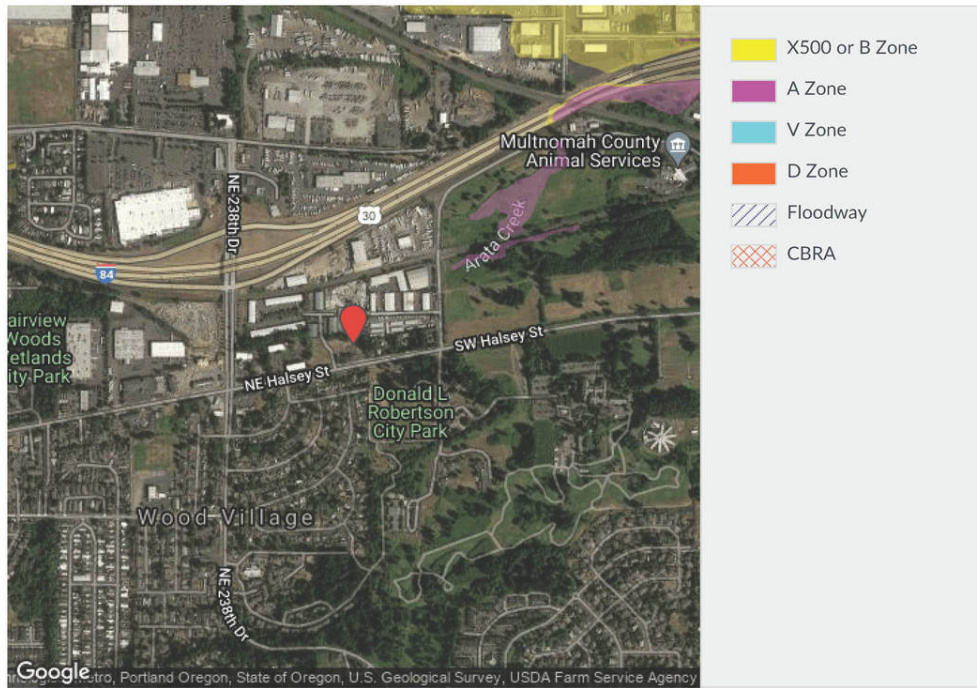 Multnomah County
Animal Services
NE 238th Dr
30
84
Arata Creek
airview
Woods
etlands
ity Park
SW Halsey St
NE Halsey St
Donald L
Robertson
City Park
Wood Village
NE 238th Dr
Google
etro, Portland Oregon, State of Oregon, U.S. Geological Survey, USDA Farm Service Agency
X500 or B Zone
A Zone
V Zone
D Zone
Floodway
CBRA